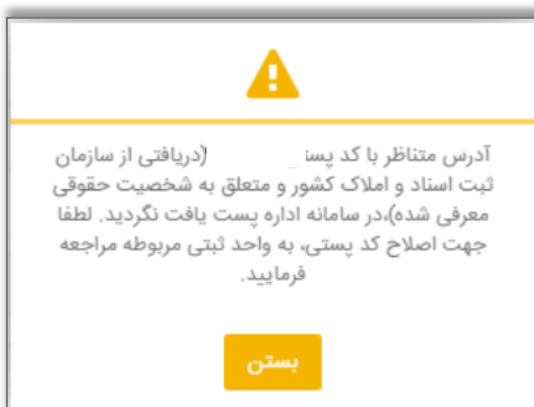 آدرس متناظر با کد پست (دریافتی از سازمان
ثبت اسناد و املاک کشور و متعلق به شخصیت حقوقی
معرفی شده)،در سامانه اداره پست یافت نگردید. لطفا
جهت اصلاح کد پستی، به واحد ثبتی مربوطه مراجعه
فرمایید.
بستن